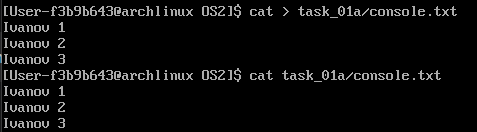 [User-f3b9b643@archlinux OS2]$ cat > task_01a/console.txt
Ivanov 1
Ivanov 2
Ivanov 3
[User-f3b9b643@archlinux OS2]$ cat task_01a/console.txt
Ivanov 1
Ivanov 2
Ivanov 3